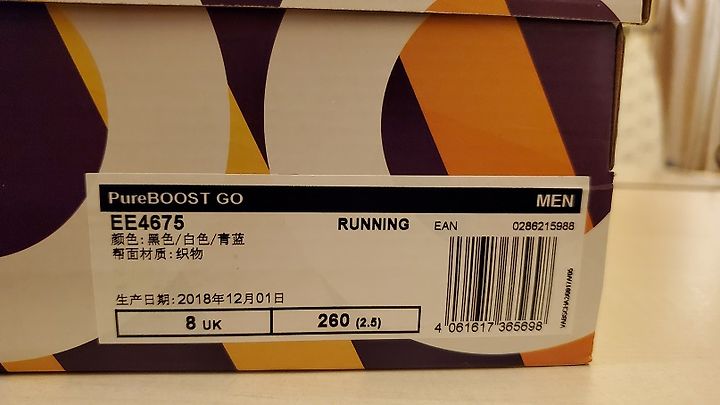 PureBOOST GO MEN
EE4675 RUNNING EAN 0286215988
颜色:黑色/白色/青蓝
帮面材质:织物
生产日期:2018年12月01日
8 UK 260 (2.5)
4 061617 365698